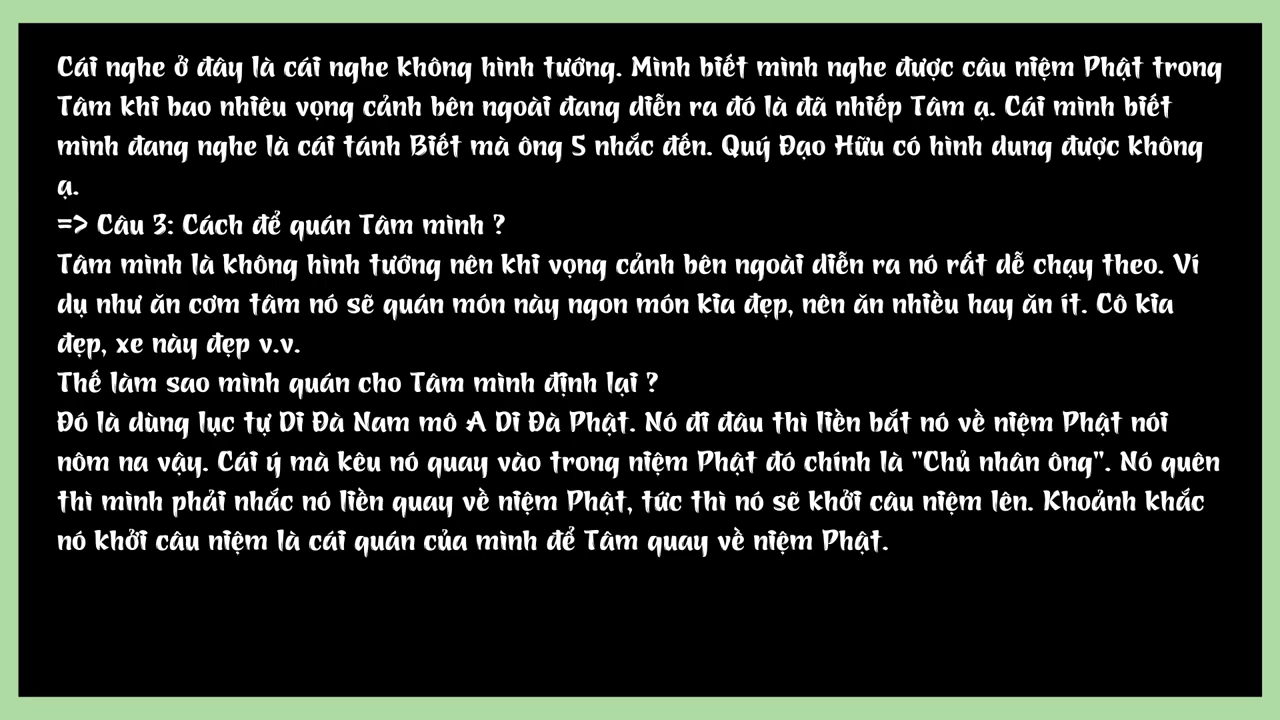 Cái nghe ở đây là cái nghe không hình tướng. Mình biết mình nghe được câu niệm Phật trong
Tâm khi bao nhiêu vọng cảnh bên ngoài đang diễn ra đó là đã nhiếp Tâm ạ. Cái mình biết
mình đang nghe là cái tánh Biết mà ông 5 nhắc đến. Quý Đạo Hữu có hình dung được không
ạ.
=> Câu 3: Cách để quán Tâm mình ?
Tâm mình là không hình tướng nên khi vọng cảnh bên ngoài diễn ra nó rất dễ chạy theo. Ví
dụ như ăn cơm tâm nó sẽ quán món này ngon món kia đẹp, nên ăn nhiều hay ăn ít. Cô kia
đẹp, xe này đẹp v.v.
Thế làm sao mình quán cho Tâm mình định lại ?
Đó là dùng lục tự Di Đà Nam mô A Di Đà Phật. Nó đi đâu thì liền bắt nó về niệm Phật nói
nôm na vậy. Cái ý mà kêu nó quay vào trong niệm Phật đó chính là "Chủ nhân ông". Nó quên
thì mình phải nhắc nó liền quay về niệm Phật, tức thì nó sẽ khởi câu niệm lên. Khoảnh khắc
nó khởi câu niệm là cái quán của mình để Tâm quay về niệm Phật.